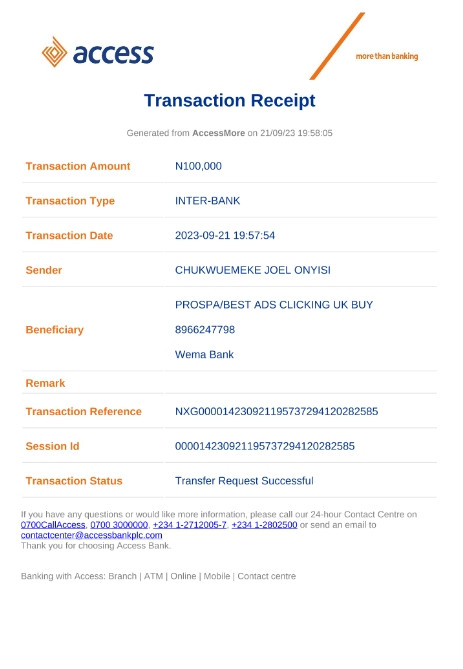 access
more than banking
Transaction Receipt
Generated from AccessMore on 21/09/23 19:58:05
Transaction Amount N100,000
Transaction Type INTER-BANK
Transaction Date 2023-09-21 19:57:54
Sender CHUKWUEMEKE JOEL ONYISI
PROSPA/BEST ADS CLICKING UK BUY
Beneficiary 8966247798
Wema Bank
Remark
Transaction Reference NXG000014230921195737294120282585
Session Id 000014230921195737294120282585
Transaction Status Transfer Request Successful
If you have any questions or would like more information, please call our 24-hour Contact Centre on
0700CallAccess, 0700 3000000, +234 1-2712005-7, +234 1-2802500 or send an email to
contactcenter@accessbankplc.com
Thank you for choosing Access Bank.
Banking with Access: Branch | ATM | Online | Mobile | Contact centre